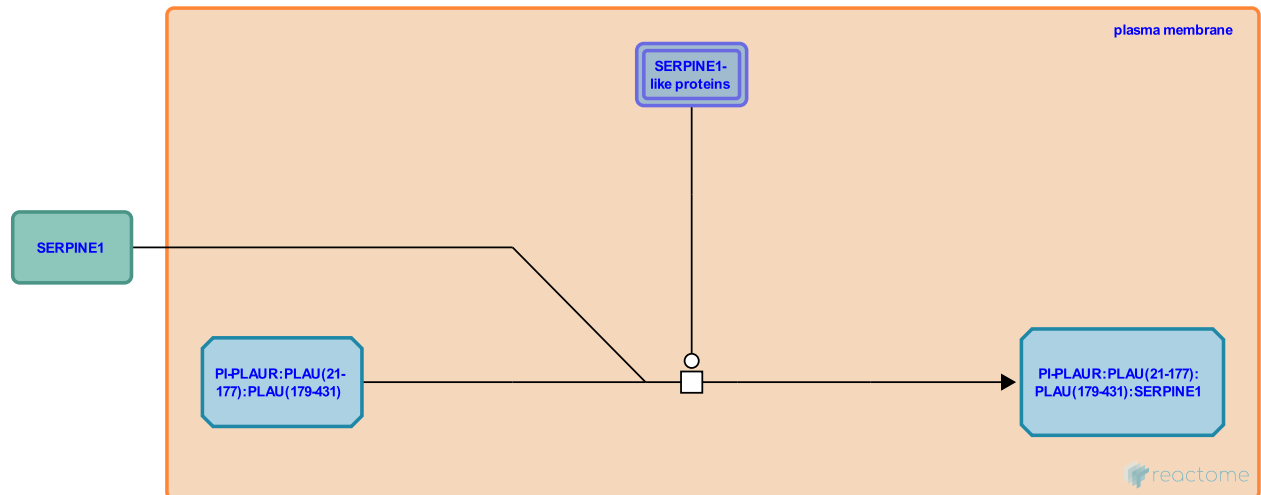 plasma membrane
SERPINE1-
like proteins
SERPINE1
PI-PLAUR:PLAU(21-
177):PLAU(179-431)
PI-PLAUR:PLAU(21-177):
PLAU(179-431):SERPINE1
reactome